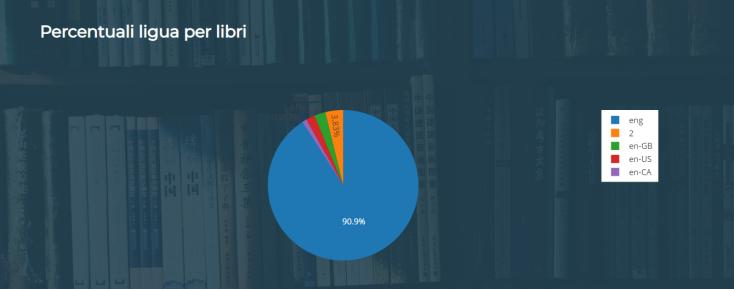 Percentuali ligua per libri
3.83%
90.9%
eng
2
en-GB
en-US
en-CA